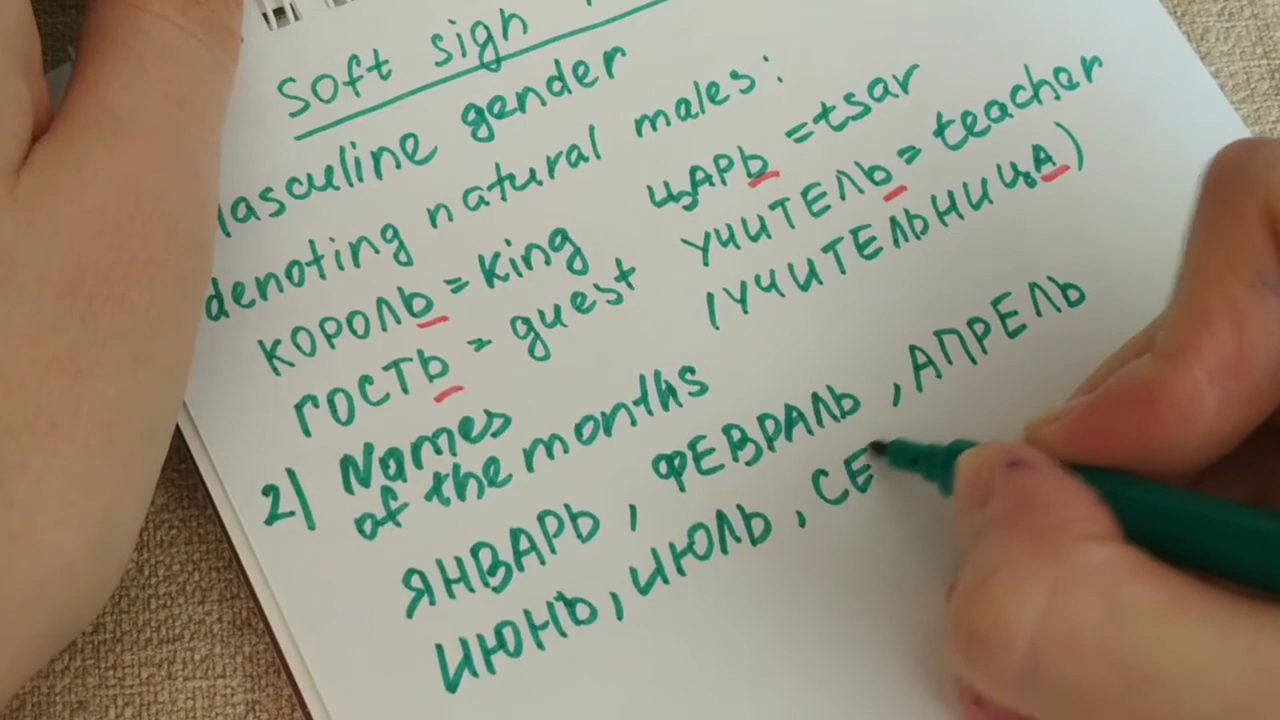 Soft sign
Masculine gender
denoting natural males:
КОРОЛЬ = King
ГОСТЬ = guest
ЦАРЬ = tsar
УЧИТЕЛЬ = teacher
(УЧИТЕЛЬНИЦА)
2) Names
of the months
ЯНВАРЬ, ФЕВРАЛЬ, АПРЕЛЬ
ИЮНЬ, ИЮЛЬ, СЕ